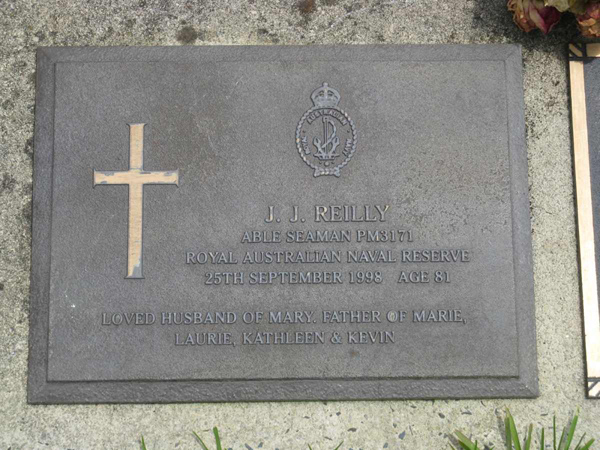 J. J. REILLY
ABLE SEAMAN PM3171
ROYAL AUSTRALIAN NAVAL RESERVE
25TH SEPTEMBER 1998 AGE 81
LOVED HUSBAND OF MARY. FATHER OF MARIE,
LAURIE, KATHLEEN & KEVIN